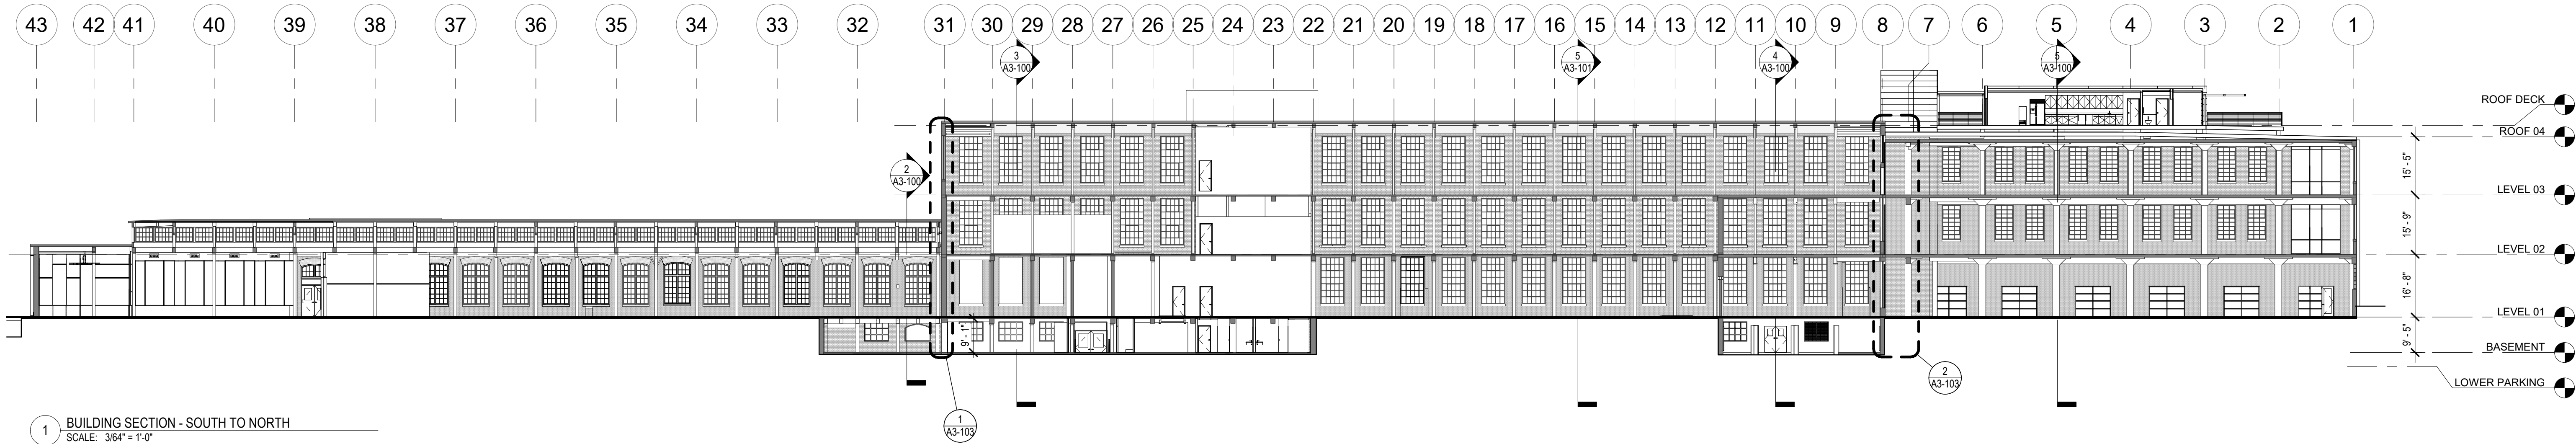 43 42 41 40 39 38 37 36 35 34 33 32 31 30 29 28 27 26 25 24 23 22 21 20 19 18 17 16 15 14 13 12 11 10 9 8 7 6 5 4 3 2 1
3
A3-100
5
A3-101
4
A3-100
5
A3-100
2
A3-100
ROOF DECK
ROOF 04
15' - 5"
LEVEL 03
15' - 9"
LEVEL 02
16' - 8"
LEVEL 01
9' - 1"
9' - 5"
BASEMENT
LOWER PARKING
2
A3-103
1
A3-103
1
BUILDING SECTION - SOUTH TO NORTH
SCALE: 3/64" = 1'-0"